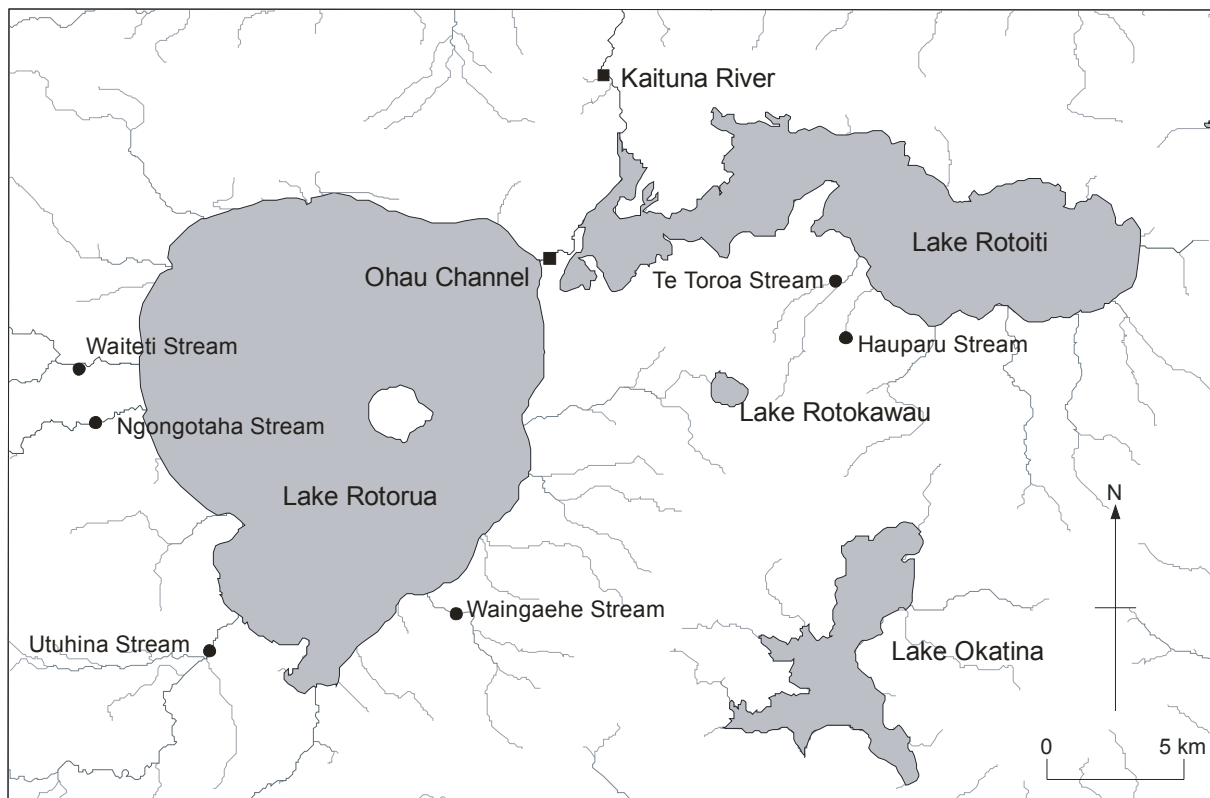 Kaituna River
Lake Rotoiti
Ohau Channel
Te Toroa Stream
Waiteti Stream
Hauparu Stream
Lake Rotokawau
Ngongotaha Stream
Lake Rotorua
N
Waingaehe Stream
Utuhina Stream
Lake Okatina
0 5 km